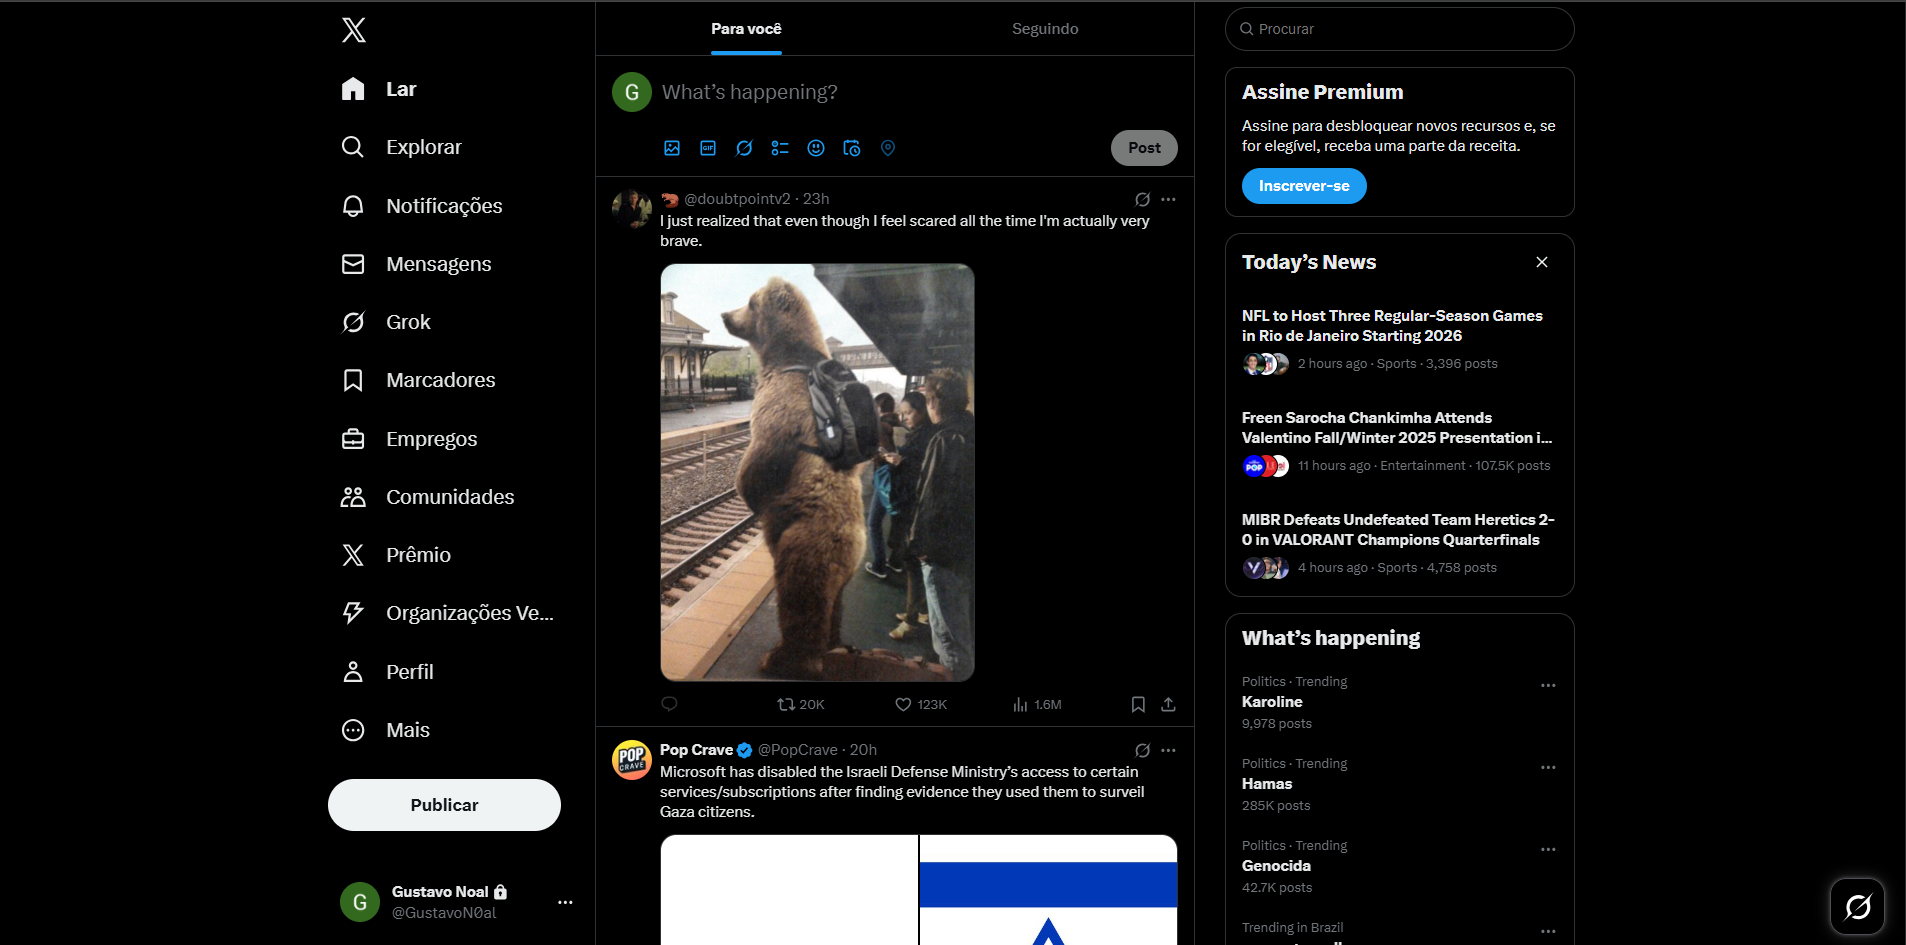 Lar
Explorar
Notificações
Mensagens
Grok
Marcadores
Empregos
Comunidades
Prêmio
Organizações Ve...
Perfil
Mais
Publicar
G
Gustavo Noal
@GustavoN0al
Para você
Seguindo
G
What's happening?
GIF
Post
@doubtpointv2 · 23h
I just realized that even though I feel scared all the time I'm actually very
brave.
20K
123K
1.6M
POP
CRAVE
Pop Crave @PopCrave · 20h
Microsoft has disabled the Israeli Defense Ministry's access to certain
services/subscriptions after finding evidence they used them to surveil
Gaza citizens.
Procurar
Assine Premium
Assine para desbloquear novos recursos e, se
for elegível, receba uma parte da receita.
Inscrever-se
Today's News
NFL to Host Three Regular-Season Games
in Rio de Janeiro Starting 2026
2 hours ago · Sports · 3,396 posts
Freen Sarocha Chankimha Attends
Valentino Fall/Winter 2025 Presentation i...
POP
11 hours ago · Entertainment · 107.5K posts
MIBR Defeats Undefeated Team Heretics 2-
0 in VALORANT Champions Quarterfinals
4 hours ago · Sports · 4,758 posts
What's happening
Politics · Trending
Karoline
9,978 posts
Politics · Trending
Hamas
285K posts
Politics · Trending
Genocida
42.7K posts
Trending in Brazil